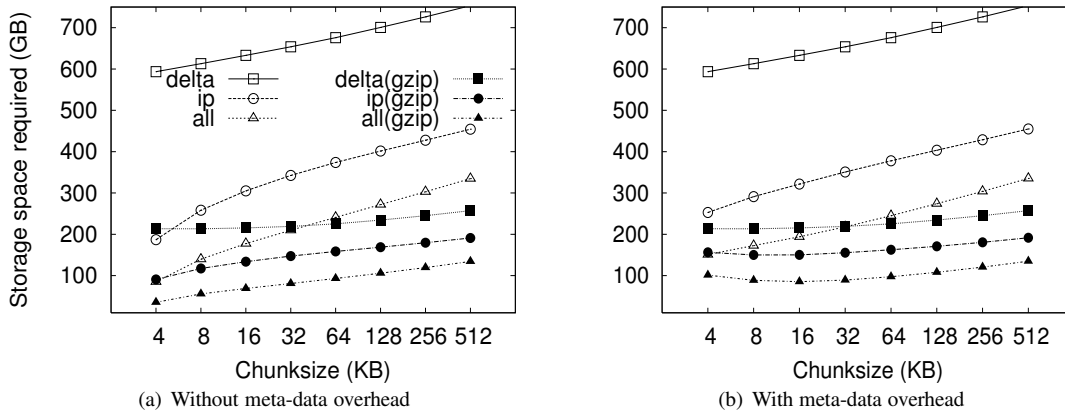 Storage space required (GB)
700
600
500
400
300
200
100
delta
ip
all
delta(gzip)
ip(gzip)
all(gzip)
4 8 16 32 64 128 256 512
Chunksize (KB)
(a) Without meta-data overhead
700
600
500
400
300
200
100
4 8 16 32 64 128 256 512
Chunksize (KB)
(b) With meta-data overhead